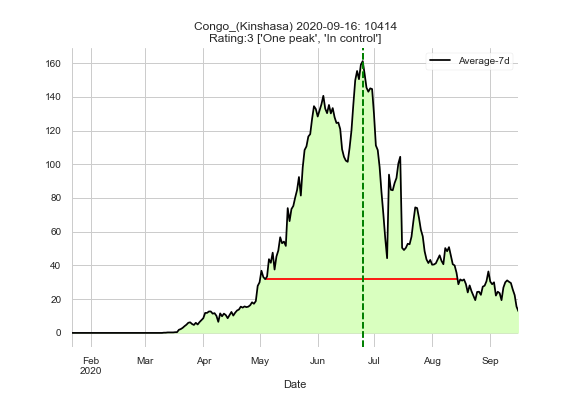 Congo_(Kinshasa) 2020-09-16: 10414
Rating:3 ['One peak', 'In control']
Average-7d
160
140
120
100
80
60
40
20
0
Feb Mar Apr May Jun Jul Aug Sep
2020
Date